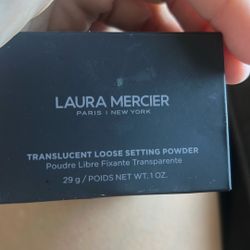 LAURA MERCIER
PARIS | NEW YORK
TRANSLUCENT LOOSE SETTING POWDER
Poudre Libre Fixante Transparente
29 g / POIDS NET WT. 1 OZ.